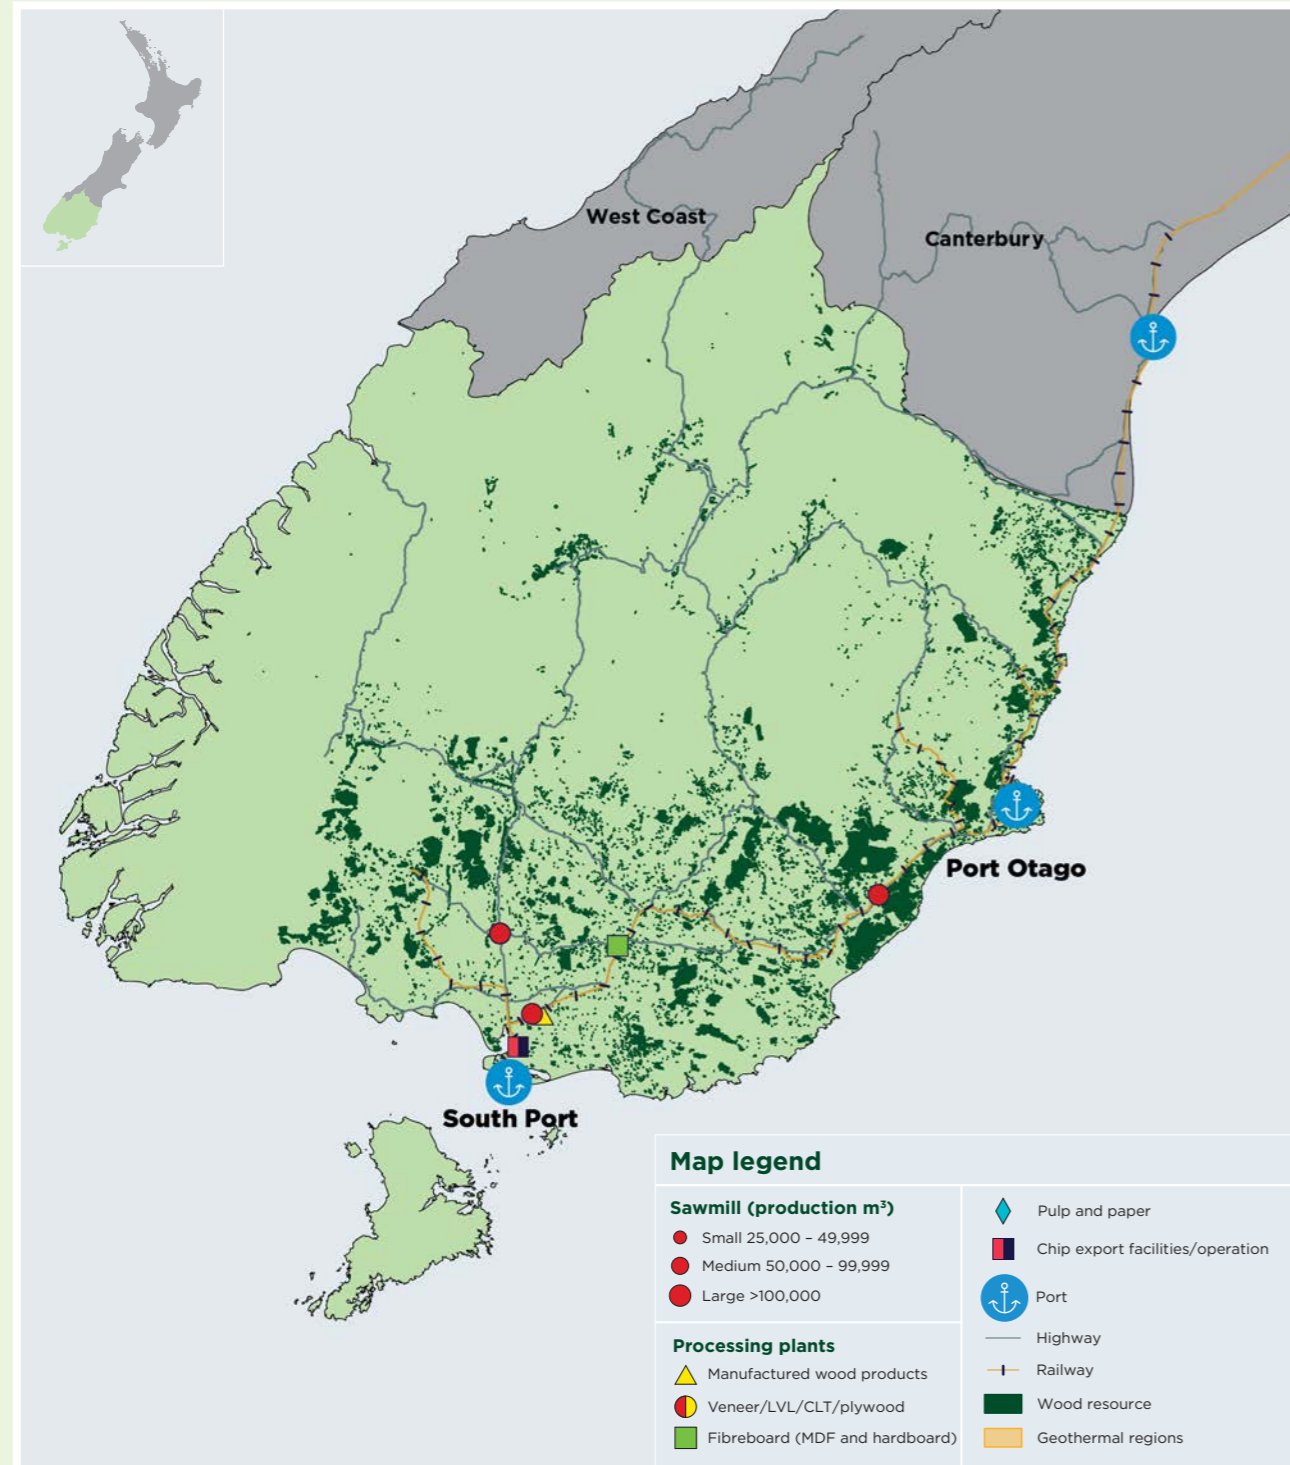 West Coast
Canterbury
Port Otago
South Port
Map legend
Sawmill (production m³)
Small 25,000 – 49,999
Medium 50,000 – 99,999
Large >100,000
Processing plants
Manufactured wood products
Veneer/LVL/CLT/plywood
Fibreboard (MDF and hardboard)
Pulp and paper
Chip export facilities/operation
Port
Highway
Railway
Wood resource
Geothermal regions